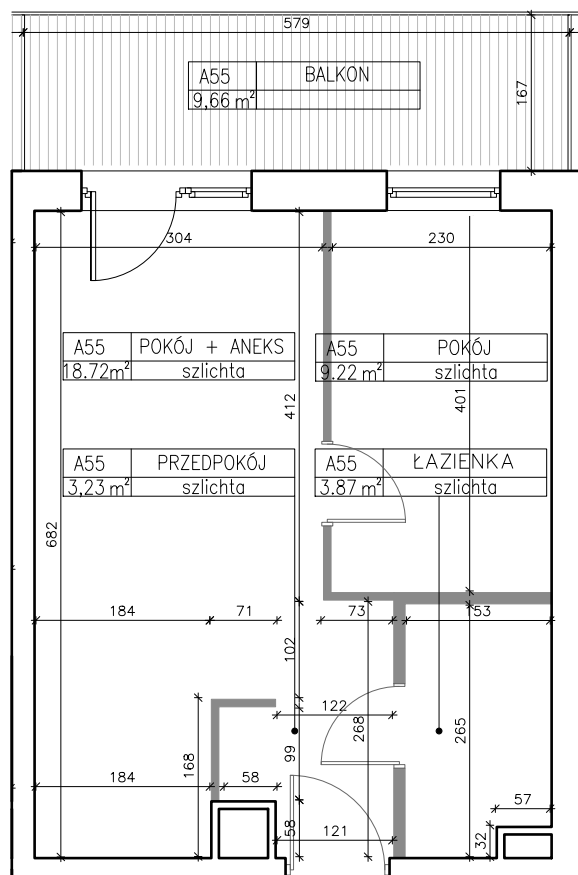 579
A55 BALKON
9,66 m²
167
304 230
A55 POKÓJ + ANEKS
18.72m² szlichta
A55 POKÓJ
9.22 m² szlichta
412
401
A55 PRZEDPOKÓJ
3,23 m² szlichta
A55 ŁAZIENKA
3.87 m² szlichta
682
184 71 73 53
102
122
268
265
168
99
184 58
57
58
121
32